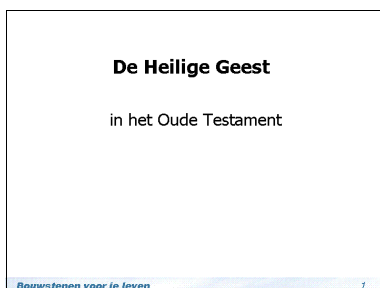 De Heilige Geest
in het Oude Testament
Bouwstenen voor je leven 1